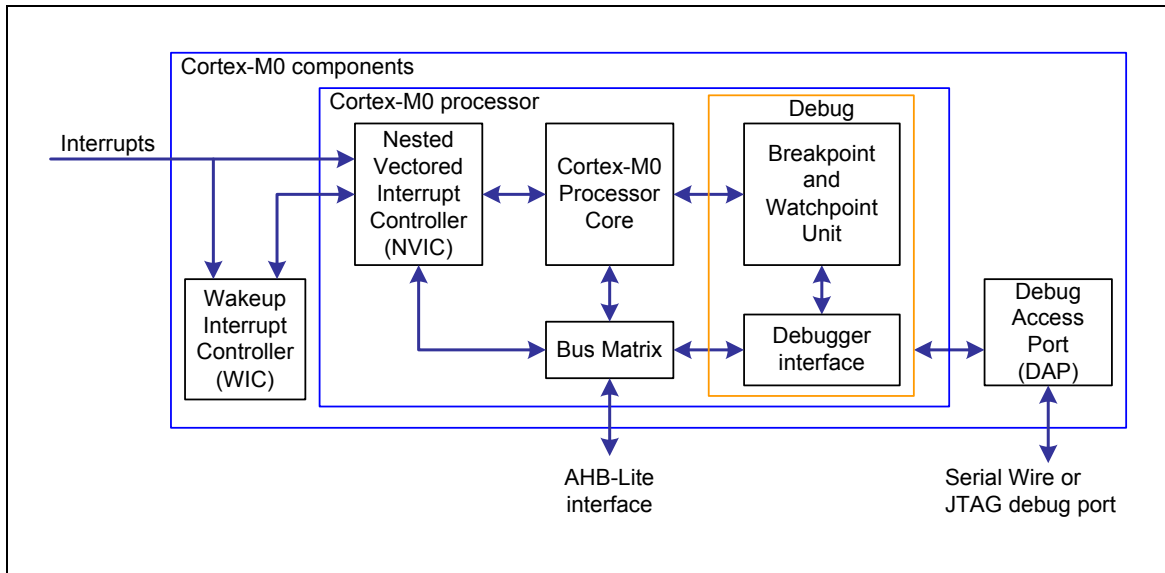 Cortex-M0 components
Cortex-M0 processor
Debug
Interrupts
Nested
Vectored
Interrupt
Controller
(NVIC)
Cortex-M0
Processor
Core
Breakpoint
and
Watchpoint
Unit
Wakeup
Interrupt
Controller
(WIC)
Bus Matrix
Debugger
interface
Debug
Access
Port
(DAP)
AHB-Lite
interface
Serial Wire or
JTAG debug port